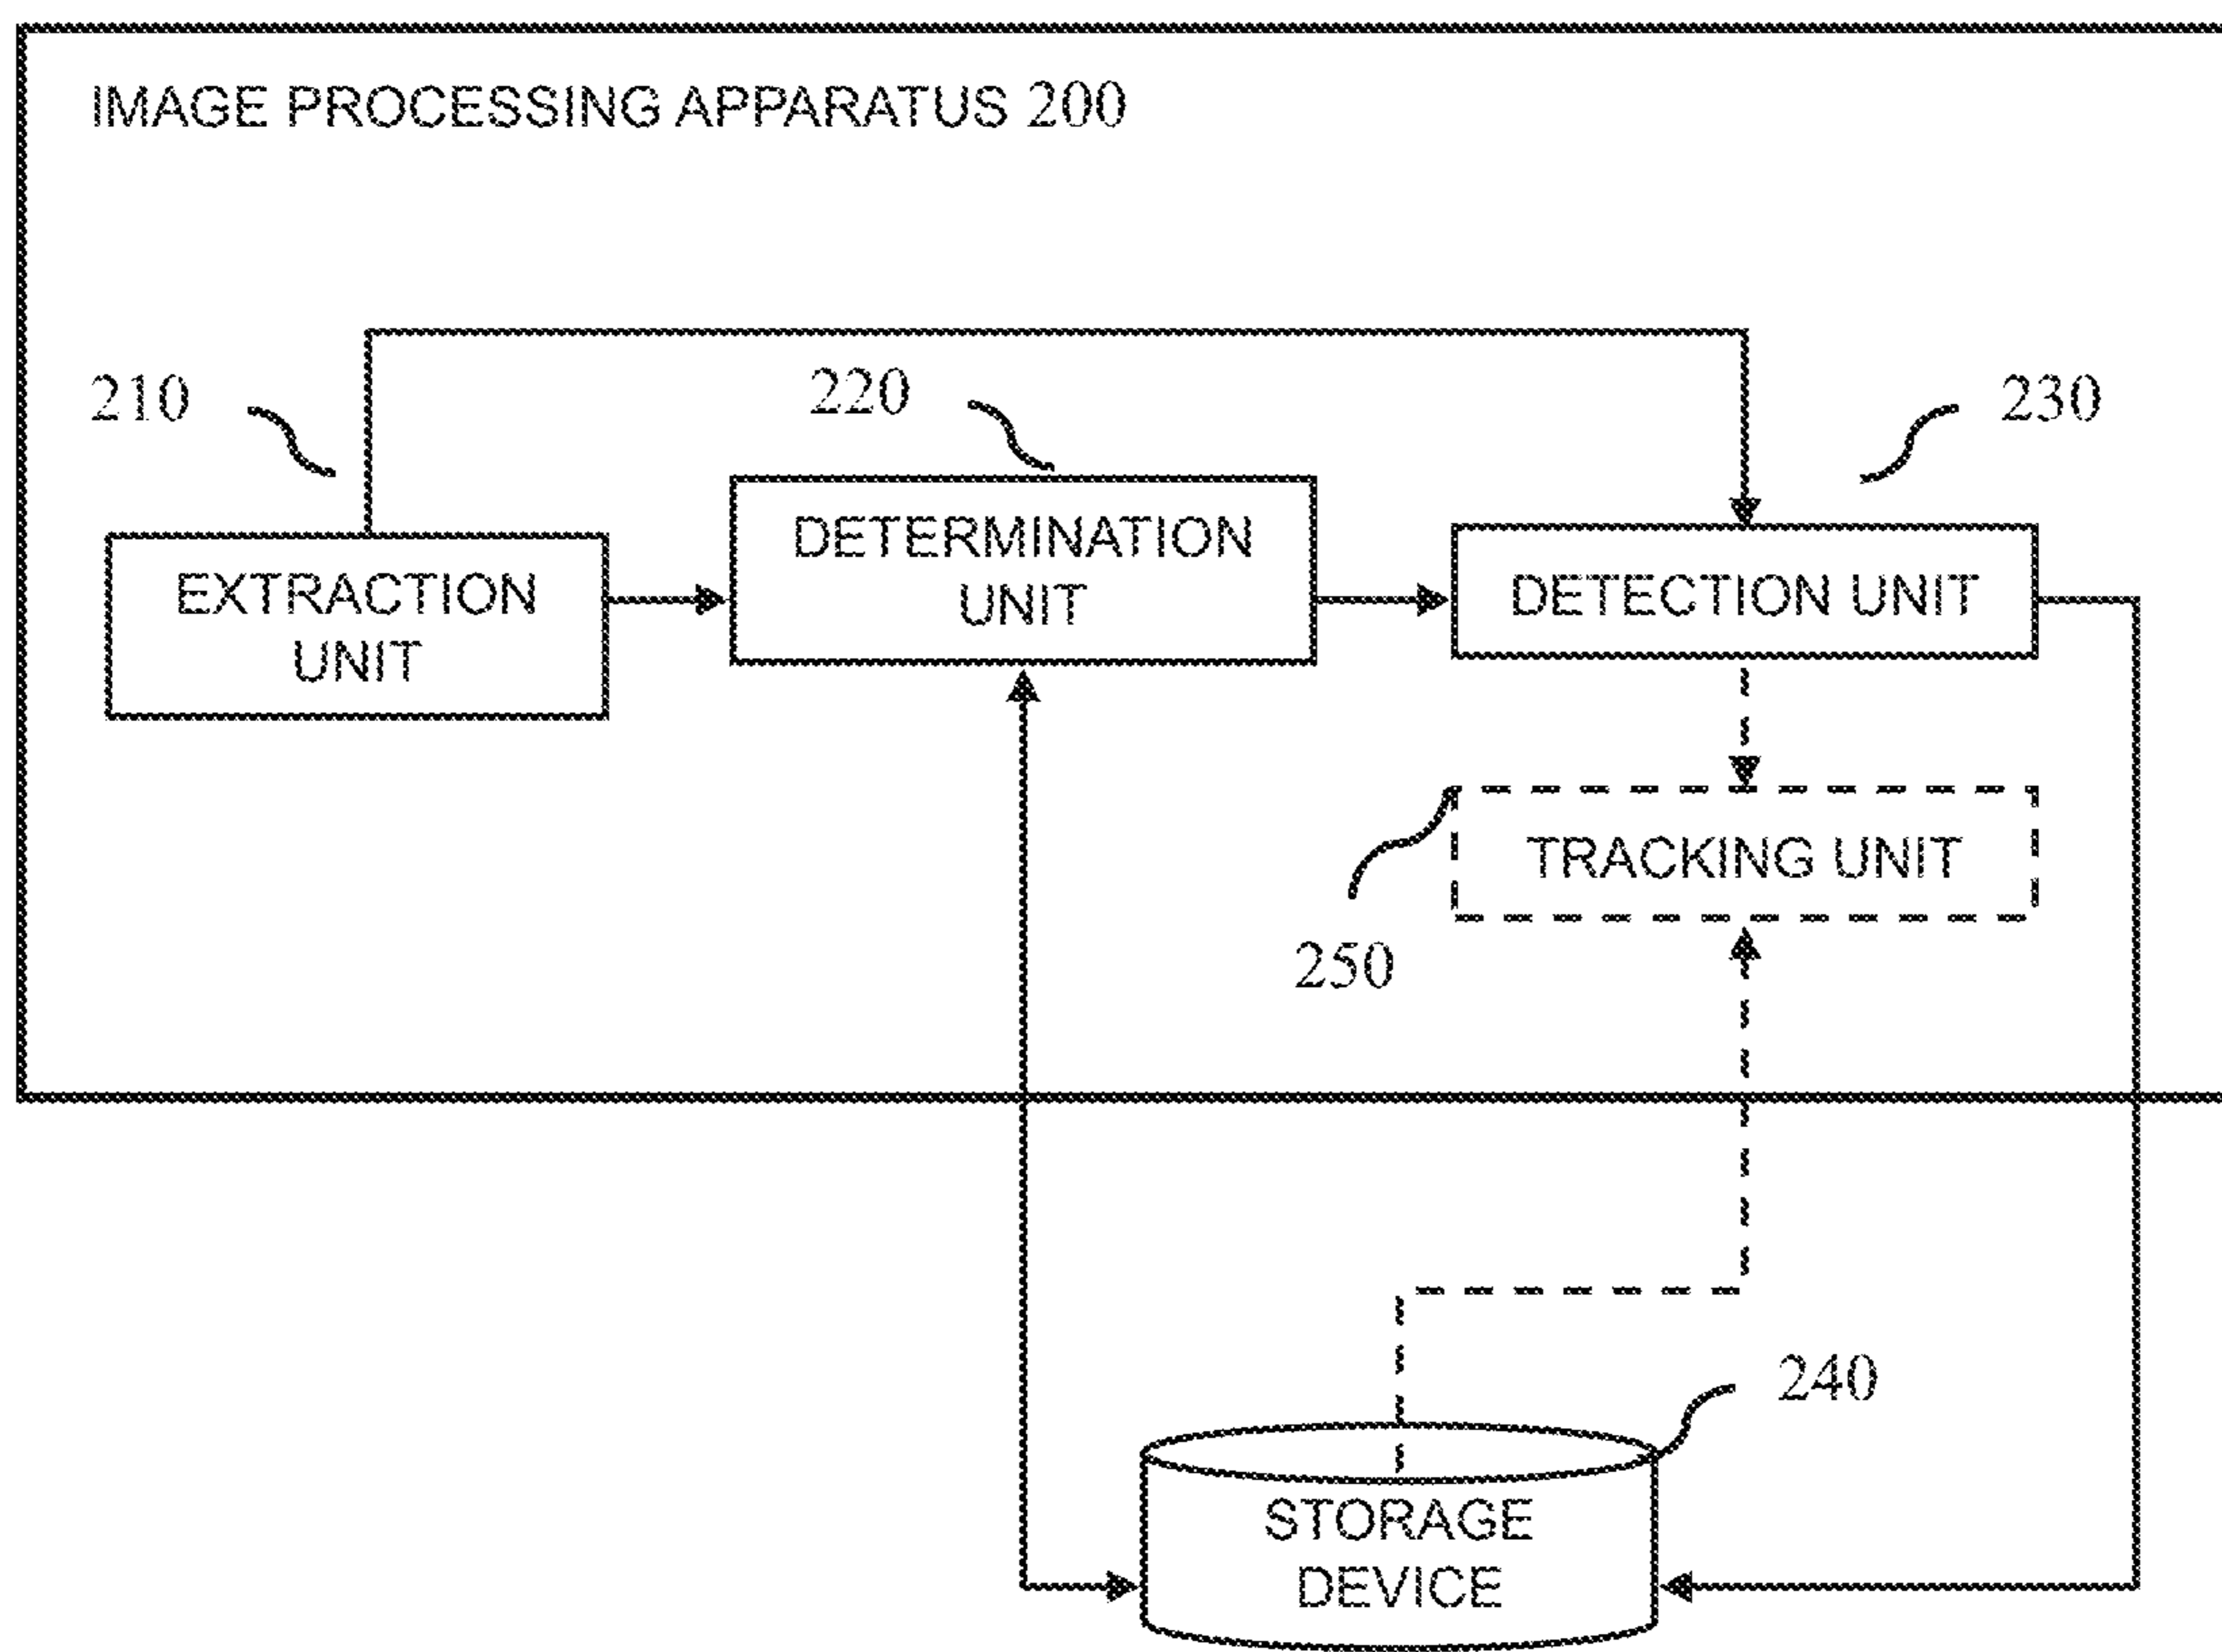 IMAGE PROCESSING APPARATUS 200
210
220
230
EXTRACTION
UNIT
DETERMINATION
UNIT
DETECTION UNIT
TRACKING UNIT
250
240
STORAGE
DEVICE